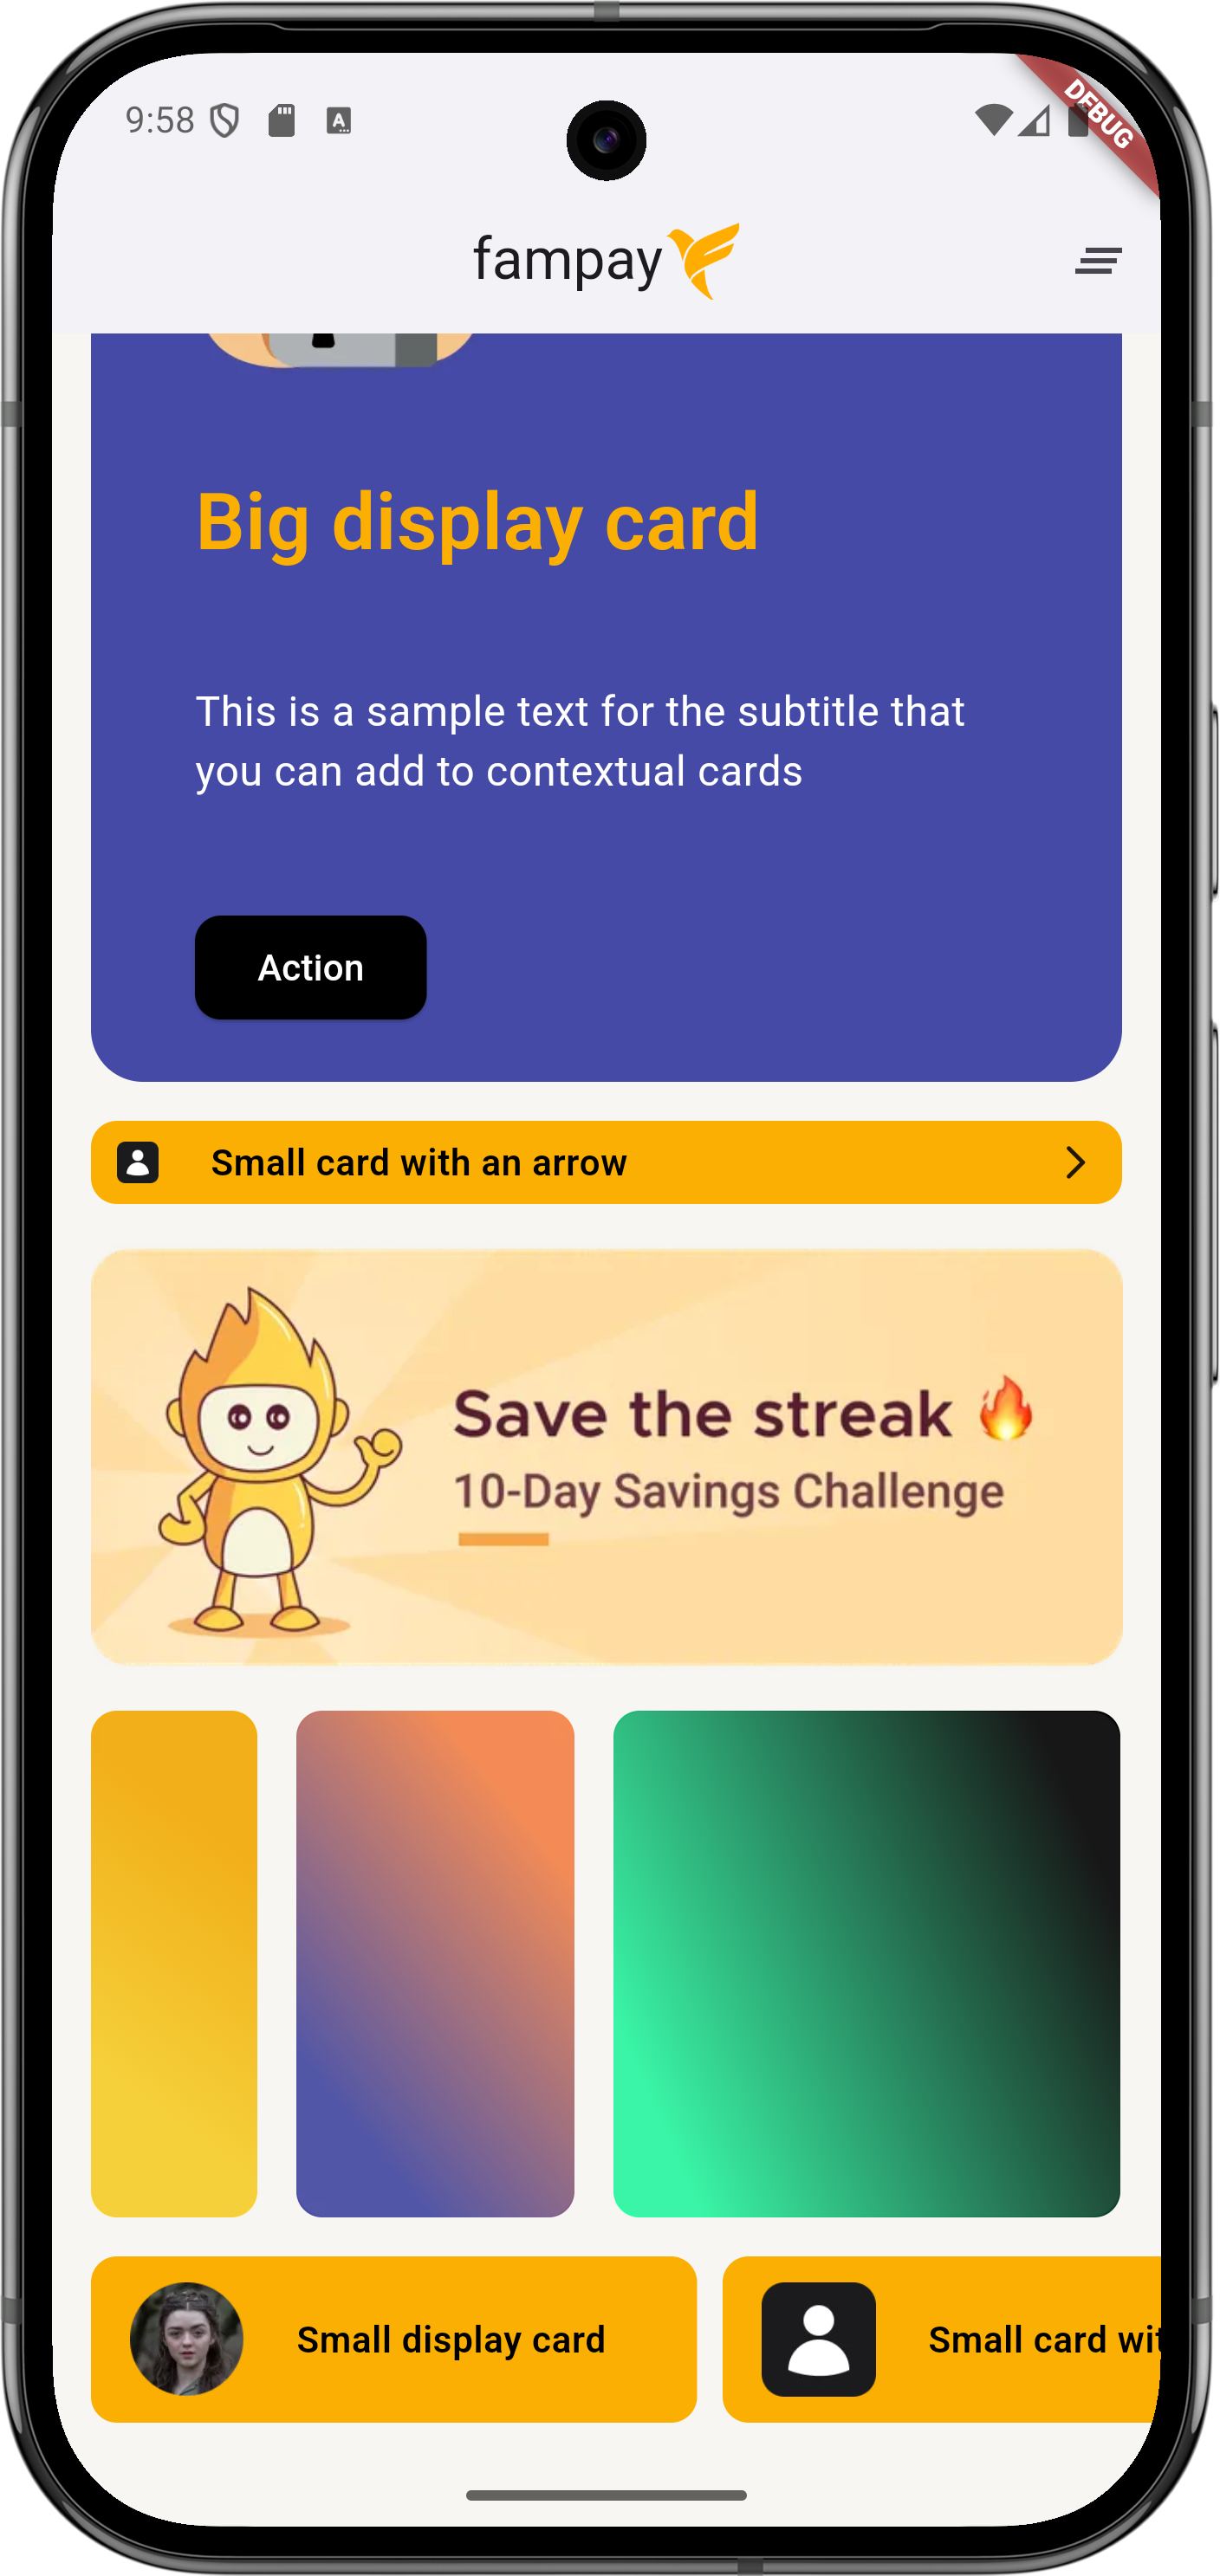 9:58
A
DEBUG
fampay
Big display card
This is a sample text for the subtitle that
you can add to contextual cards
Action
Small card with an arrow
Save the streak 🔥
10-Day Savings Challenge
Small display card
Small card wit